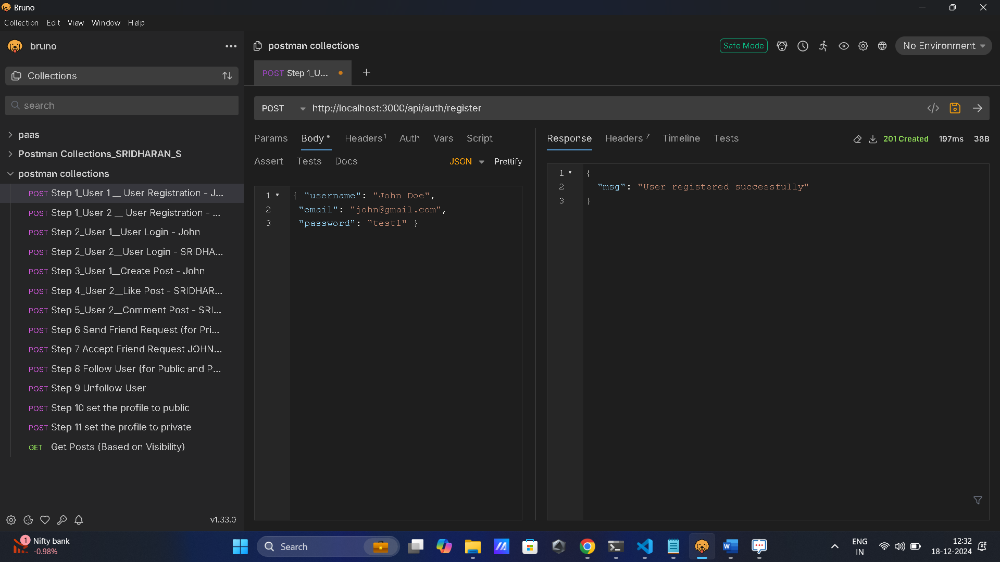 Bruno
Collection Edit View Window Help
bruno
Collections
search
paas
Postman Collections_SRIDHARAN_S
postman collections
POST Step 1_User 1 __ User Registration - J...
POST Step 1_User 2 __ User Registration - ...
POST Step 2_User 1__User Login - John
POST Step 2_User 2__User Login - SRIDHA...
POST Step 3_User 1__Create Post - John
POST Step 4_User 2__Like Post - SRIDHAR...
POST Step 5_User 2__Comment Post - SRI...
POST Step 6 Send Friend Request (for Pri...
POST Step 7 Accept Friend Request JOHN...
POST Step 8 Follow User (for Public and P...
POST Step 9 Unfollow User
POST Step 10 set the profile to public
POST Step 11 set the profile to private
GET Get Posts (Based on Visibility)
v1.33.0
postman collections
Safe Mode
No Environment
POST Step 1_U...
+
POST http://localhost:3000/api/auth/register
</>
Params Body Headers 1 Auth Vars Script
Assert Tests Docs JSON Prettify
1 { "username": "John Doe",
2 "email": "john@gmail.com",
3 "password": "test1" }
Response Headers 7 Timeline Tests 201 Created 197ms 38B
1 {
2 "msg": "User registered successfully"
3 }
1
Nifty bank
-0.98%
Search
ENG
IN
12:32
18-12-2024